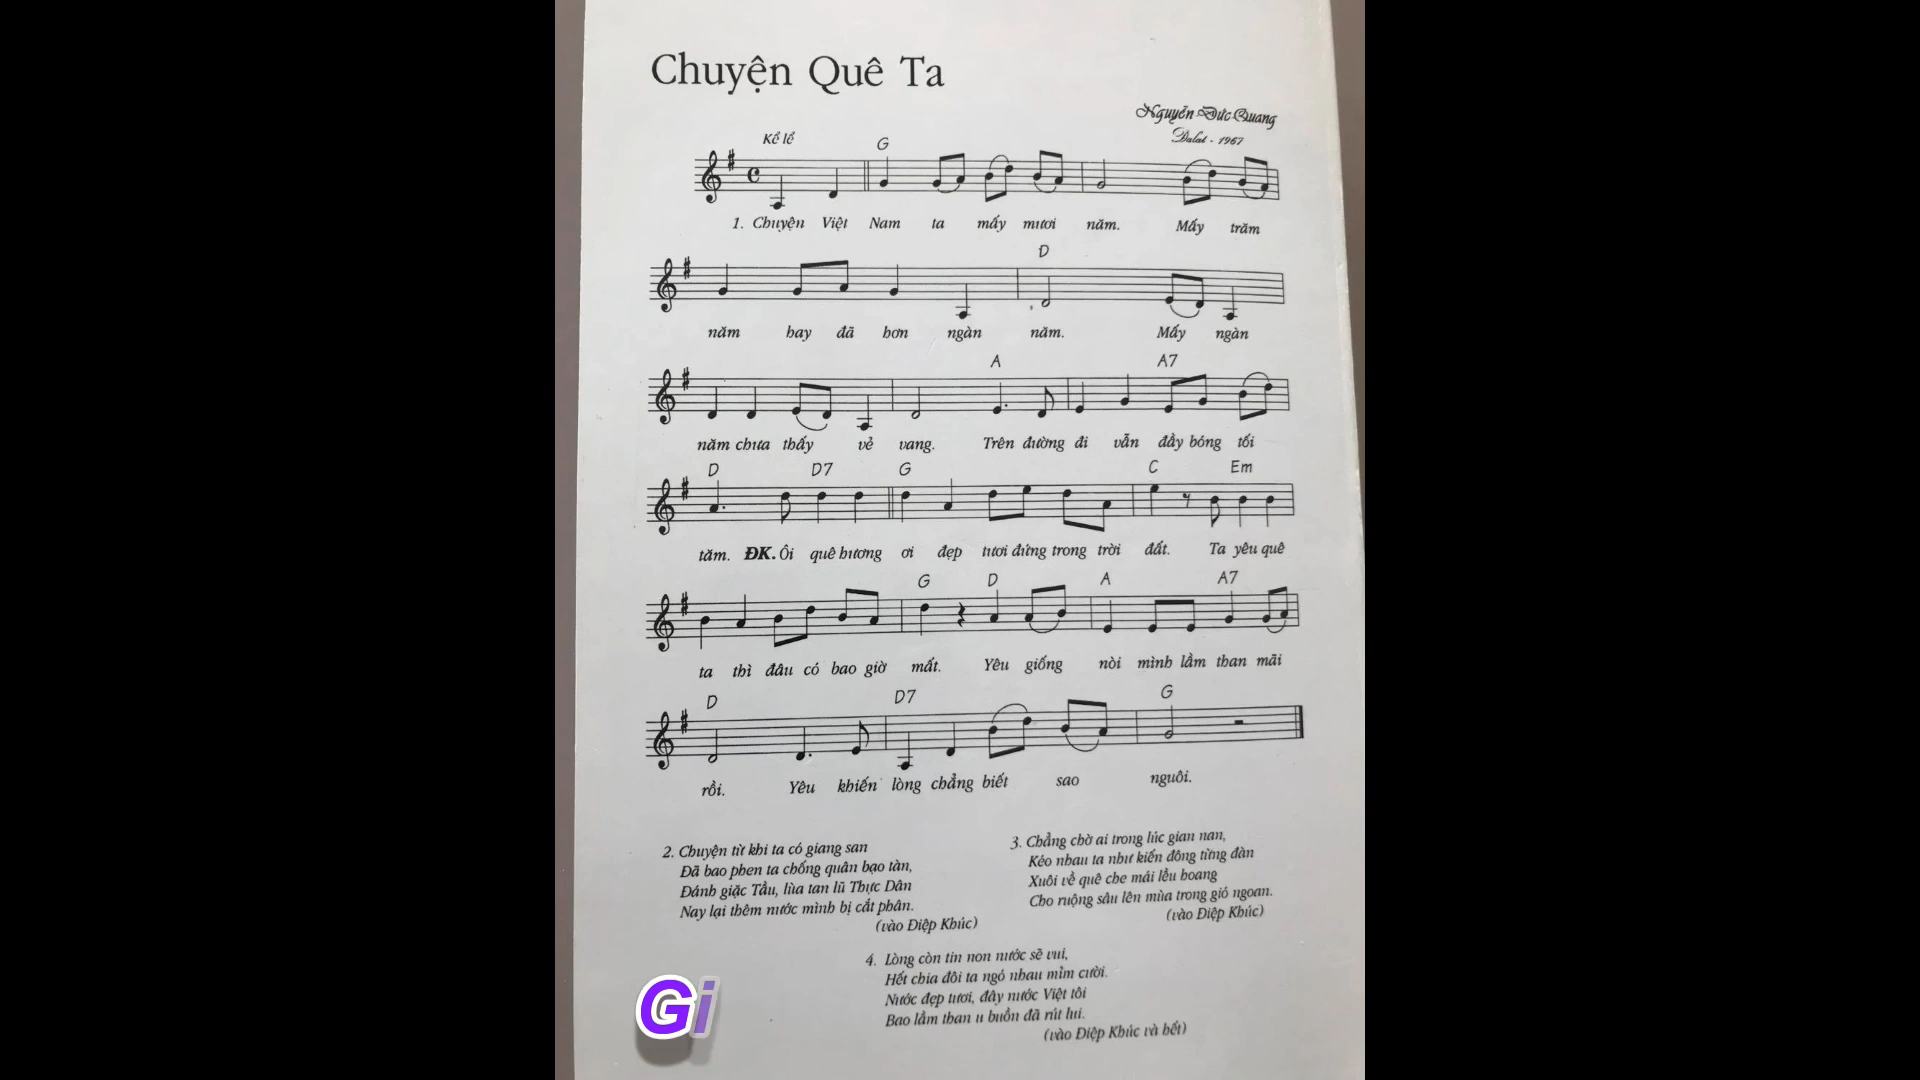 Chuyện Quê Ta
Nguyễn Đức Quang
Dalat - 1967
Kể lể
G
1. Chuyện Việt Nam ta mấy mươi năm. Mấy trăm
D
năm hay đã hơn ngàn năm. Mấy ngàn
A A7
năm chưa thấy vẻ vang. Trên đường đi vẫn đầy bóng tối
D D7 G C Em
tăm. ĐK. Ôi quê hương ơi đẹp tươi đứng trong trời đất. Ta yêu quê
G D A A7
ta thì đâu có bao giờ mất. Yêu giống nòi mình lầm than mãi
D D7 G
rồi. Yêu khiến lòng chẳng biết sao nguôi.
2. Chuyện từ khi ta có giang san
Đã bao phen ta chống quân bạo tàn,
Đánh giặc Tầu, lùa tan lũ Thực Dân
Nay lại thêm nước mình bị cắt phân.
(vào Điệp Khúc)
3. Chẳng chờ ai trong lúc gian nan,
Kéo nhau ta như kiến đông từng đàn
Xuôi về quê che mái lều hoang
Cho ruộng sâu lên mùa trong gió ngoan.
(vào Điệp Khúc)
4. Lòng còn tin non nước sẽ vui,
Hết chia đôi ta ngó nhau mỉm cười.
Nước đẹp tươi, đây nước Việt tôi
Bao lầm than u buồn đã rút lui.
(vào Điệp Khúc và hết)
Gi